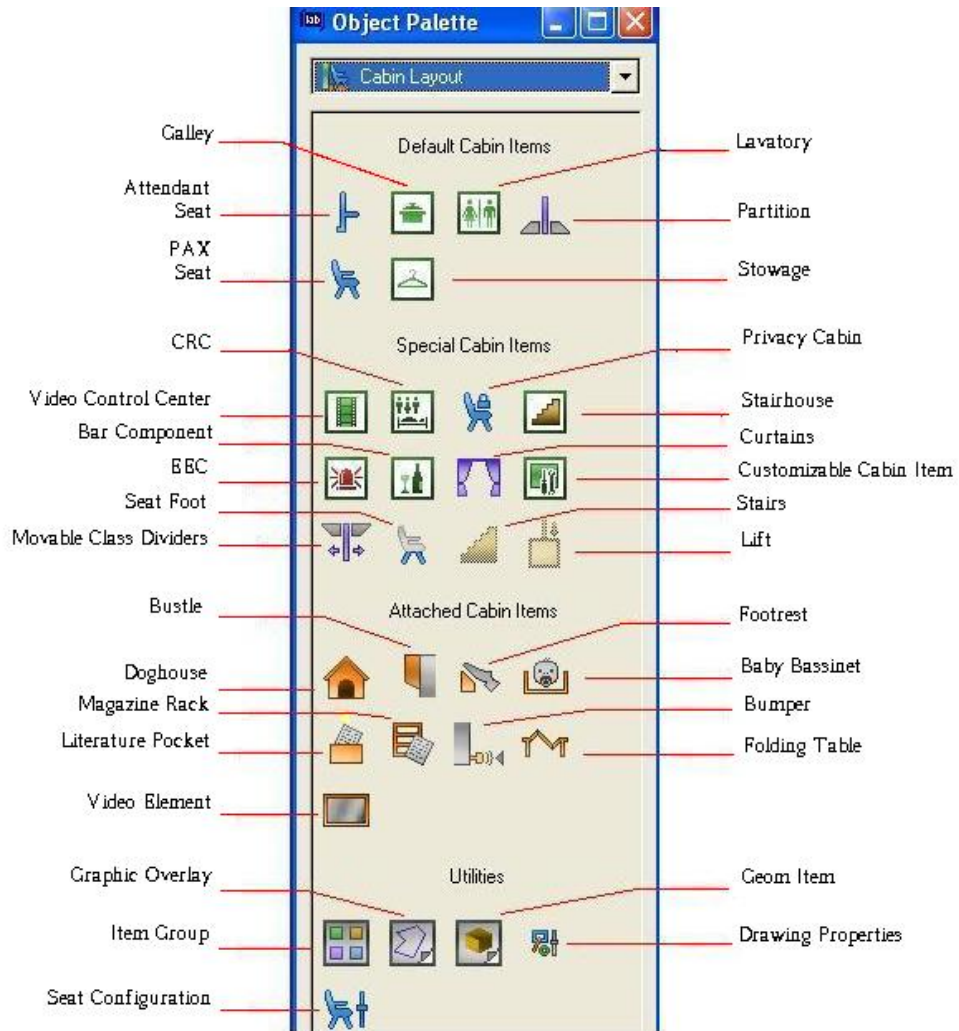 lab Object Palette
Cabin Layout
Default Cabin Items
Galley
Lavatory
Attendant
Seat
Partition
PAX
Seat
Stowage
Special Cabin Items
CRC
Privacy Cabin
Video Control Center
Stairhouse
Bar Component
Curtains
EEC
Customizable Cabin Item
Seat Foot
Stairs
Movable Class Dividers
Lift
Attached Cabin Items
Bustle
Footrest
Doghouse
Baby Bassinet
Magazine Rack
Bumper
Literature Pocket
Folding Table
Video Element
Utilities
Graphic Overlay
Geom Item
Item Group
Drawing Properties
Seat Configuration